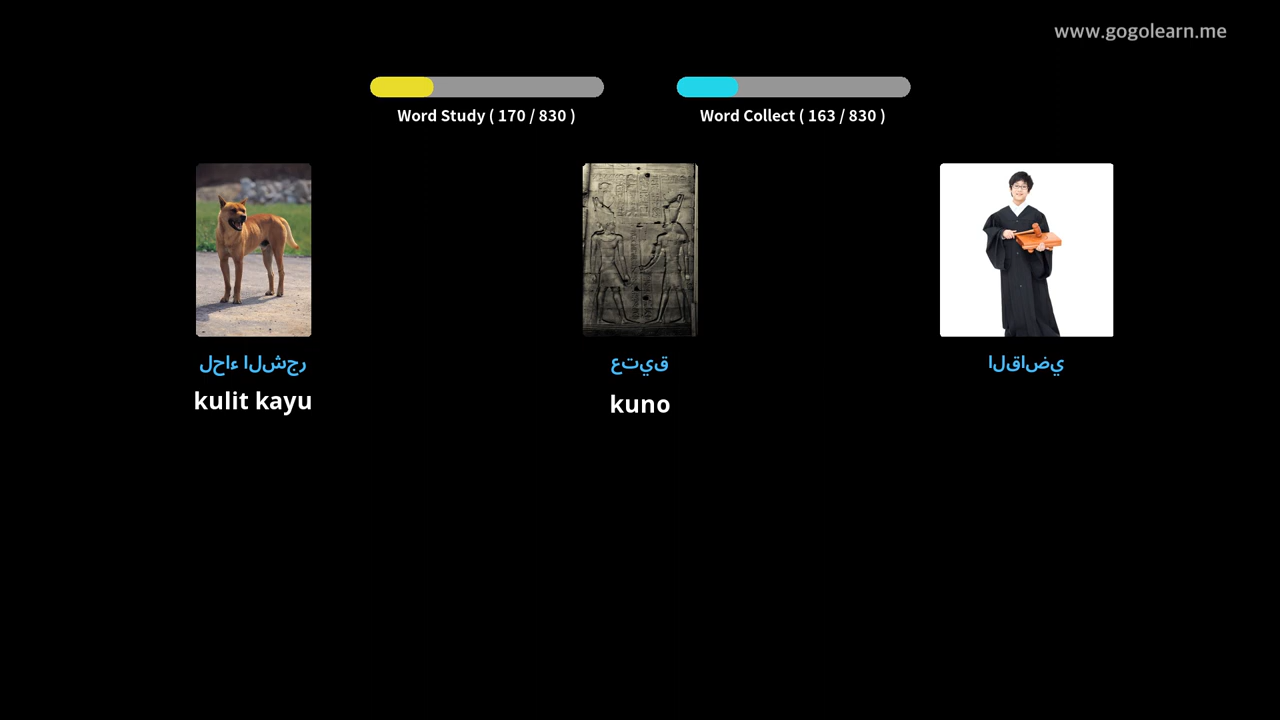 www.gogolearn.me
Word Study ( 170 / 830 )
Word Collect ( 163 / 830 )
لحاء الشجر
kulit kayu
عتيق
kuno
القاضي